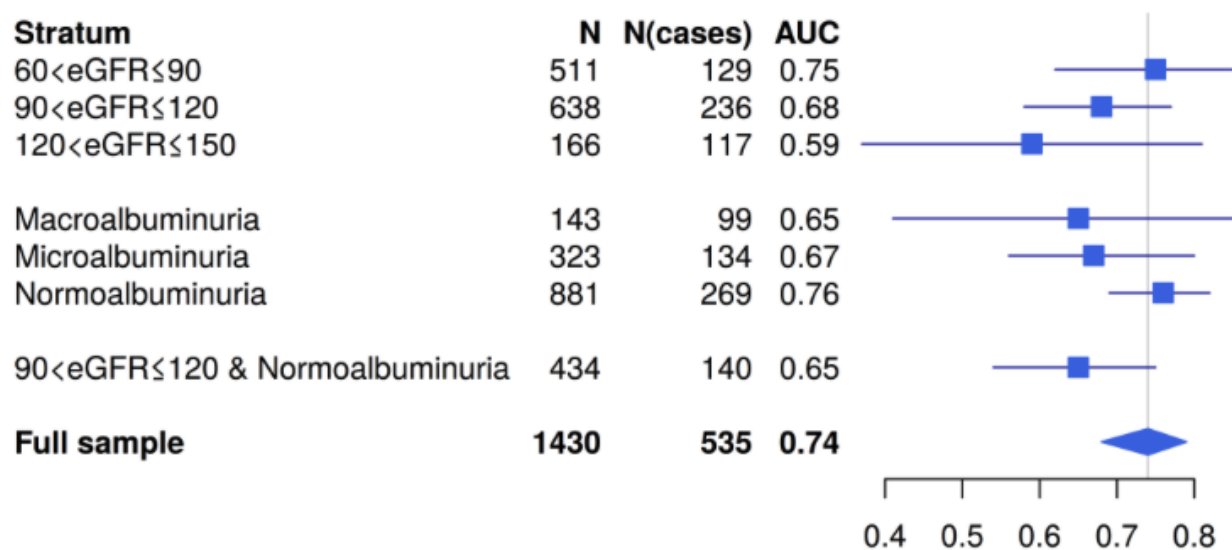 Stratum N N(cases) AUC
60<eGFR≤90 511 129 0.75
90<eGFR≤120 638 236 0.68
120<eGFR≤150 166 117 0.59
Macroalbuminuria 143 99 0.65
Microalbuminuria 323 134 0.67
Normoalbuminuria 881 269 0.76
90<eGFR≤120 & Normoalbuminuria 434 140 0.65
Full sample 1430 535 0.74
0.4 0.5 0.6 0.7 0.8